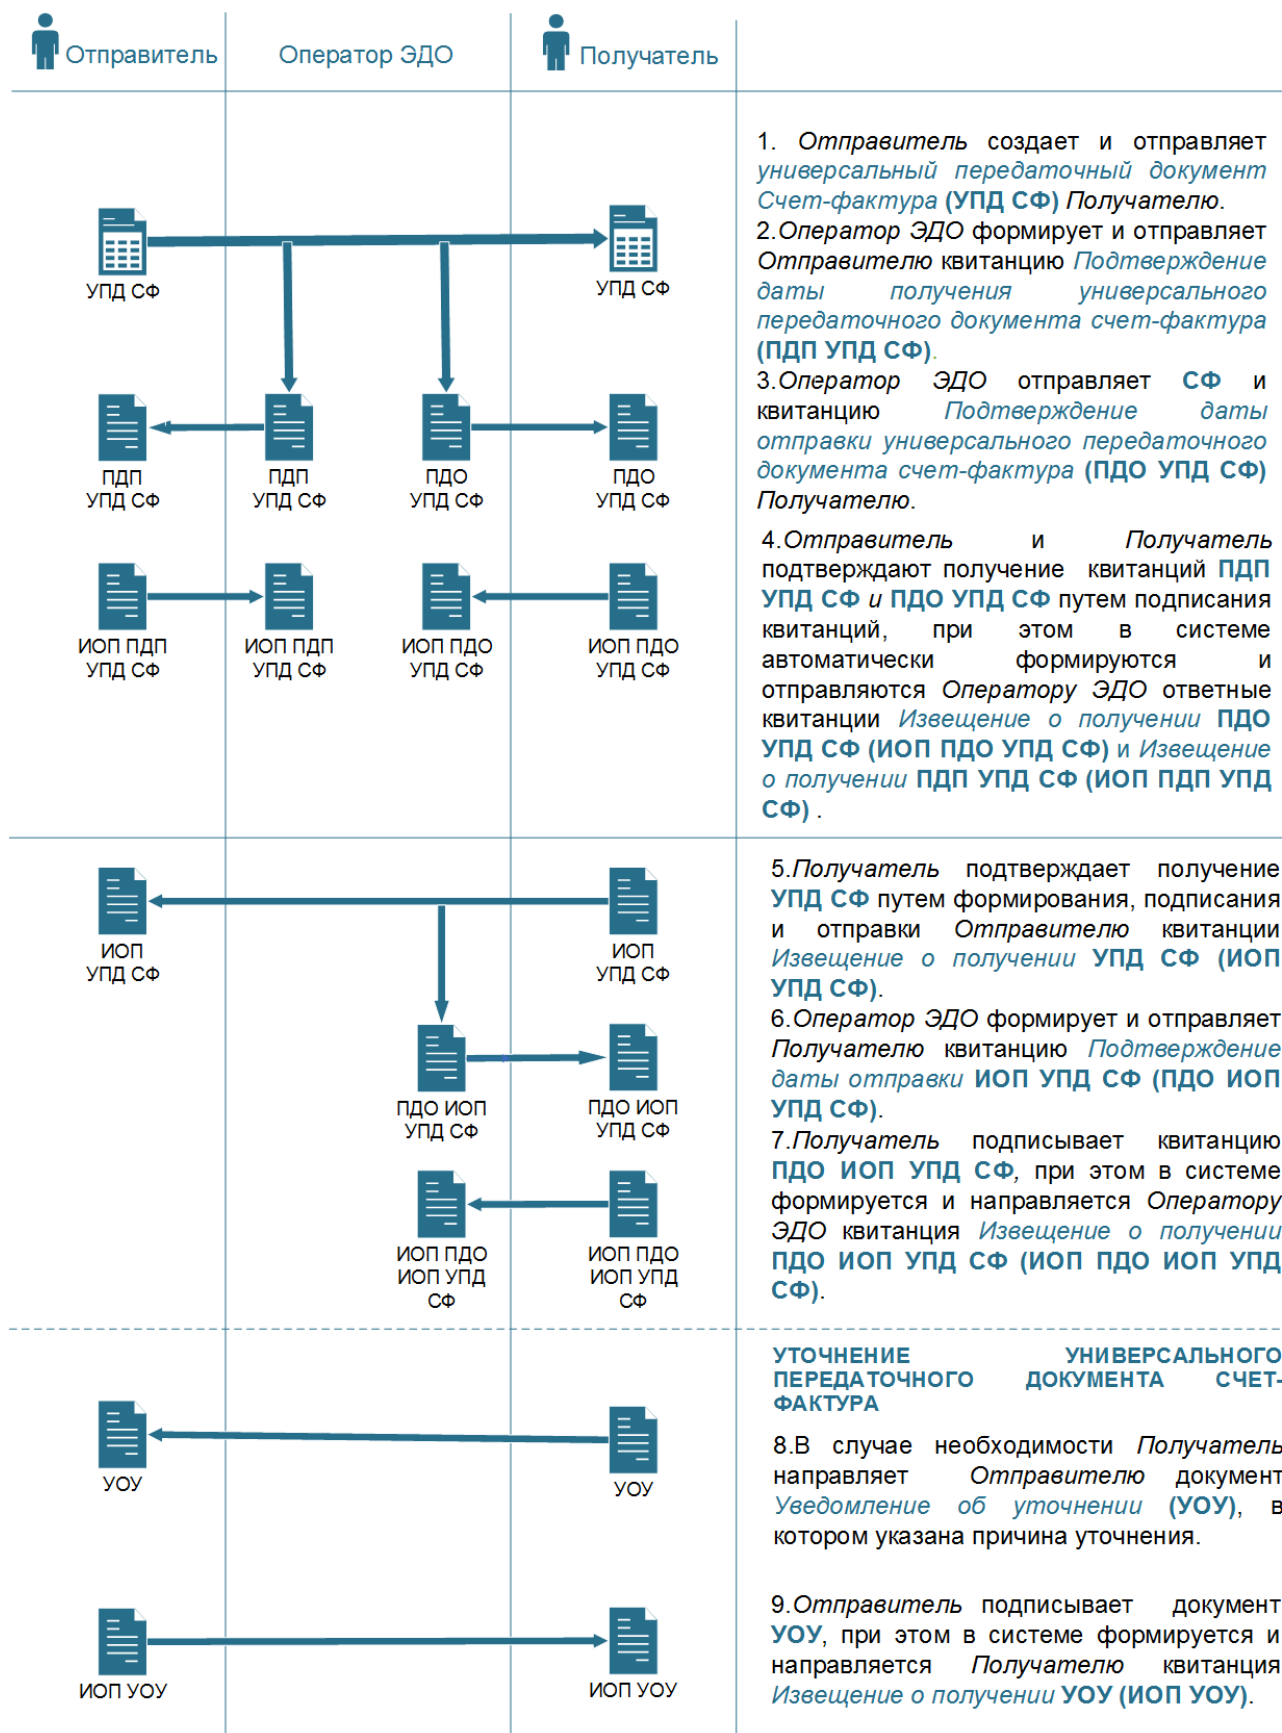 Отправитель
Оператор ЭДО
Получатель
УПД СФ
УПД СФ
ПДП
УПД СФ
ПДП
УПД СФ
ПДО
УПД СФ
ПДО
УПД СФ
ИОП ПДП
УПД СФ
ИОП ПДП
УПД СФ
ИОП ПДО
УПД СФ
ИОП ПДО
УПД СФ
1. Отправитель создает и отправляет
универсальный передаточный документ
Счет-фактура (УПД СФ) Получателю.
2.Оператор ЭДО формирует и отправляет
Отправителю квитанцию Подтверждение
даты получения универсального
передаточного документа счет-фактура
(ПДП УПД СФ).
3.Оператор ЭДО отправляет СФ и
квитанцию Подтверждение даты
отправки универсального передаточного
документа счет-фактура (ПДО УПД СФ)
Получателю.
4.Отправитель и Получатель
подтверждают получение квитанций ПДП
УПД СФ и ПДО УПД СФ путем подписания
квитанций, при этом в системе
автоматически формируются и
отправляются Оператору ЭДО ответные
квитанции Извещение о получении ПДО
УПД СФ (ИОП ПДО УПД СФ) и Извещение
о получении ПДП УПД СФ (ИОП ПДП УПД
СФ) .
ИОП
УПД СФ
ИОП
УПД СФ
ПДО ИОП
УПД СФ
ПДО ИОП
УПД СФ
ИОП ПДО
ИОП УПД
СФ
ИОП ПДО
ИОП УПД
СФ
5.Получатель подтверждает получение
УПД СФ путем формирования, подписания
и отправки Отправителю квитанции
Извещение о получении УПД СФ (ИОП
УПД СФ).
6.Оператор ЭДО формирует и отправляет
Получателю квитанцию Подтверждение
даты отправки ИОП УПД СФ (ПДО ИОП
УПД СФ).
7.Получатель подписывает квитанцию
ПДО ИОП УПД СФ, при этом в системе
формируется и направляется Оператору
ЭДО квитанция Извещение о получении
ПДО ИОП УПД СФ (ИОП ПДО ИОП УПД
СФ).
УОУ
УОУ
ИОП УОУ
ИОП УОУ
УТОЧНЕНИЕ УНИВЕРСАЛЬНОГО
ПЕРЕДАТОЧНОГО ДОКУМЕНТА СЧЕТ-
ФАКТУРА
8.В случае необходимости Получатель
направляет Отправителю документ
Уведомление об уточнении (УОУ), в
котором указана причина уточнения.
9.Отправитель подписывает документ
УОУ, при этом в системе формируется и
направляется Получателю квитанция
Извещение о получении УОУ (ИОП УОУ).